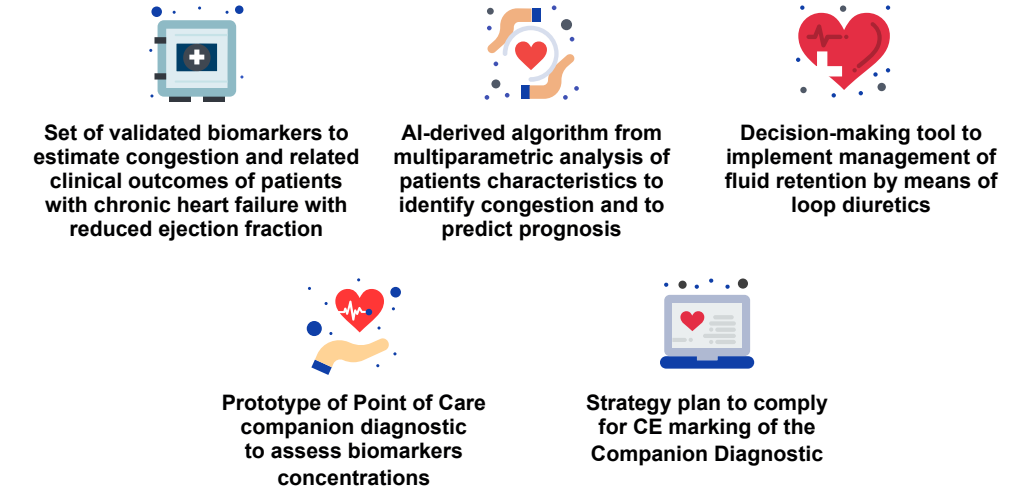 Set of validated biomarkers to
estimate congestion and related
clinical outcomes of patients
with chronic heart failure with
reduced ejection fraction
AI-derived algorithm from
multiparametric analysis of
patients characteristics to
identify congestion and to
predict prognosis
Decision-making tool to
implement management of
fluid retention by means of
loop diuretics
Prototype of Point of Care
companion diagnostic
to assess biomarkers
concentrations
Strategy plan to comply
for CE marking of the
Companion Diagnostic